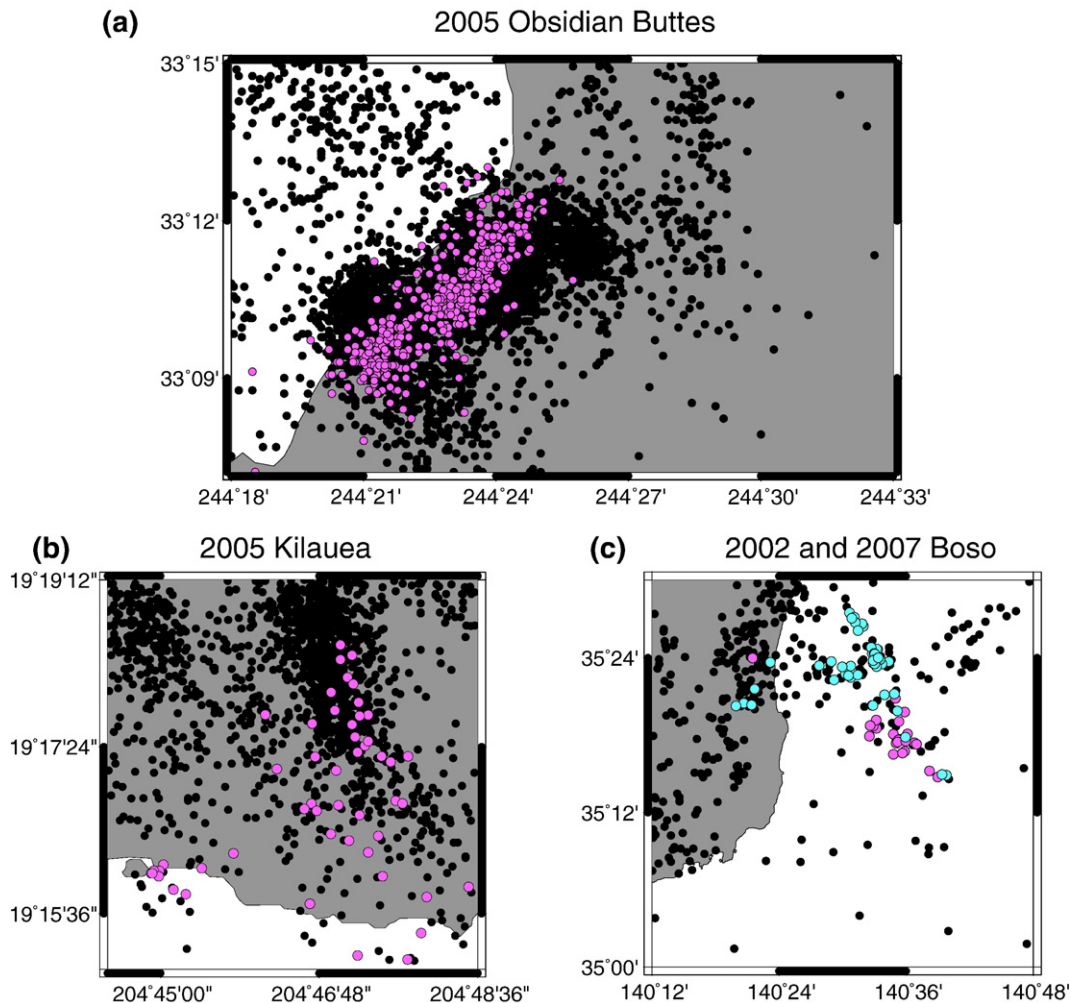 (a) 2005 Obsidian Buttes
33˚15'
33˚12'
33˚09'
244˚18' 244˚21' 244˚24' 244˚27' 244˚30' 244˚33'
(b) 2005 Kilauea
19˚19'12"
19˚17'24"
19˚15'36"
204˚45'00" 204˚46'48" 204˚48'36"
(c) 2002 and 2007 Boso
35˚24'
35˚12'
35˚00'
140˚12' 140˚24' 140˚36' 140˚48'